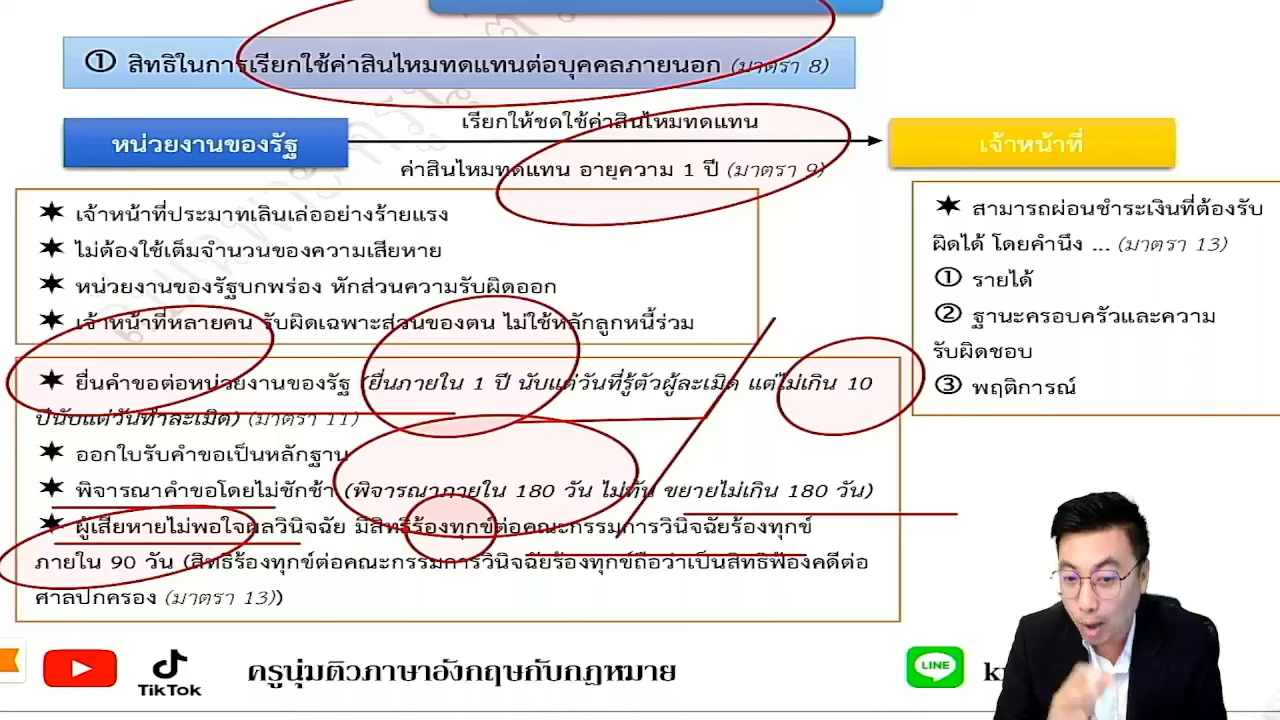 ① สิทธิในการเรียกใช้ค่าสินไหมทดแทนต่อบุคคลภายนอก (มาตรา 8)
หน่วยงานของรัฐ
เรียกให้ชดใช้ค่าสินไหมทดแทน
ค่าสินไหมทดแทน อายุความ 1 ปี (มาตรา 9)
เจ้าหน้าที่
✶ เจ้าหน้าที่ประมาทเลินเล่ออย่างร้ายแรง
✶ ไม่ต้องใช้เต็มจำนวนของความเสียหาย
✶ หน่วยงานของรัฐบกพร่อง หักส่วนความรับผิดออก
✶ เจ้าหน้าที่หลายคน รับผิดเฉพาะส่วนของตน ไม่ใช้หลักลูกหนี้ร่วม
✶ ยื่นคำขอต่อหน่วยงานของรัฐ (ยื่นภายใน 1 ปี นับแต่วันที่รู้ตัวผู้ละเมิด แต่ไม่เกิน 10
ปีนับแต่วันทำละเมิด) (มาตรา 11)
✶ ออกใบรับคำขอเป็นหลักฐาน
✶ พิจารณาคำขอโดยไม่ชักช้า (พิจารณาภายใน 180 วัน ไม่ทัน ขยายไม่เกิน 180 วัน)
✶ ผู้เสียหายไม่พอใจผลวินิจฉัย มีสิทธิร้องทุกข์ต่อคณะกรรมการวินิจฉัยร้องทุกข์
ภายใน 90 วัน (สิทธิร้องทุกข์ต่อคณะกรรมการวินิจฉัยร้องทุกข์ถือว่าเป็นสิทธิฟ้องคดีต่อ
ศาลปกครอง (มาตรา 13))
✶ สามารถผ่อนชำระเงินที่ต้องรับ
ผิดได้ โดยคำนึง ... (มาตรา 13)
① รายได้
② ฐานะครอบครัวและความ
รับผิดชอบ
③ พฤติการณ์
TikTok
ครูนุ่มติวภาษาอังกฤษกับกฎหมาย
LINE